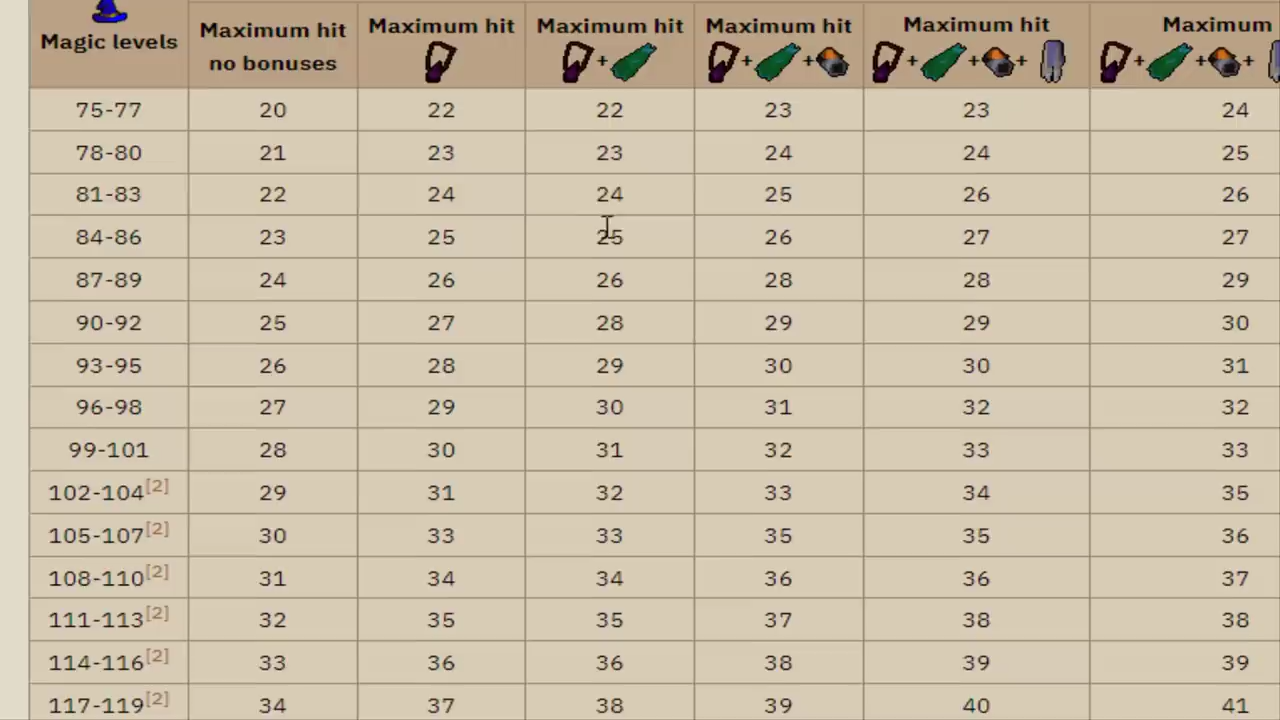 Magic levels Maximum hit no bonuses Maximum hit Maximum hit + Maximum hit + + Maximum hit + + + Maximum + + +
75-77 20 22 22 23 23 24
78-80 21 23 23 24 24 25
81-83 22 24 24 25 26 26
84-86 23 25 25 26 27 27
87-89 24 26 26 28 28 29
90-92 25 27 28 29 29 30
93-95 26 28 29 30 30 31
96-98 27 29 30 31 32 32
99-101 28 30 31 32 33 33
102-104[2] 29 31 32 33 34 35
105-107[2] 30 33 33 35 35 36
108-110[2] 31 34 34 36 36 37
111-113[2] 32 35 35 37 38 38
114-116[2] 33 36 36 38 39 39
117-119[2] 34 37 38 39 40 41